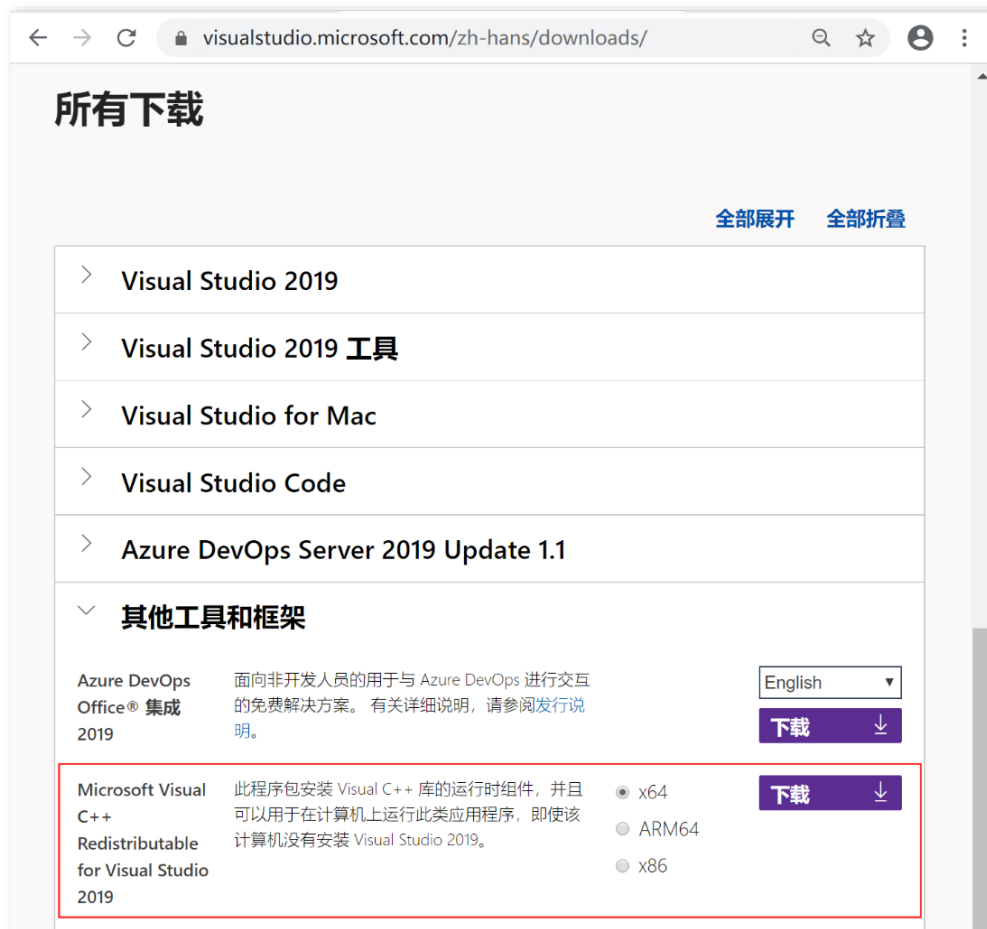 visualstudio.microsoft.com/zh-hans/downloads/
所有下载
全部展开 全部折叠
Visual Studio 2019
Visual Studio 2019 工具
Visual Studio for Mac
Visual Studio Code
Azure DevOps Server 2019 Update 1.1
其他工具和框架
Azure DevOps
Office® 集成
2019
面向非开发人员的用于与 Azure DevOps 进行交互
的免费解决方案。 有关详细说明，请参阅发行说
明。
English
下载
Microsoft Visual
C++
Redistributable
for Visual Studio
2019
此程序包安装 Visual C++ 库的运行时组件，并且
可以用于在计算机上运行此类应用程序，即使该
计算机没有安装 Visual Studio 2019。
x64
ARM64
x86
下载